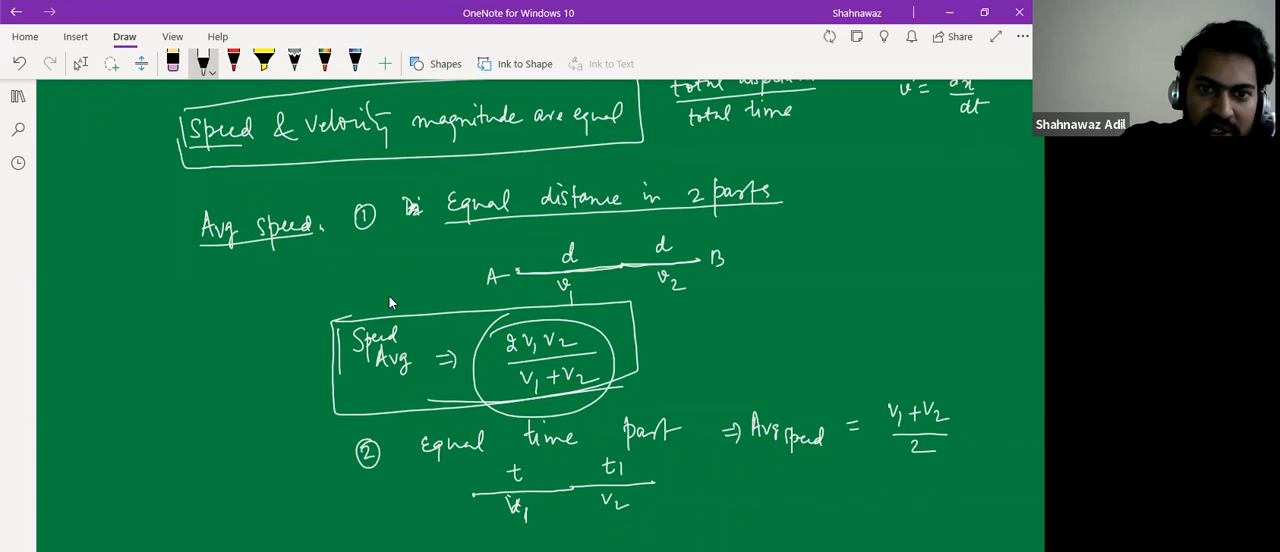 OneNote for Windows 10
Shahnawaz
Home Insert Draw View Help
Share
Shapes Ink to Shape Ink to Text
Speed & Velocity magnitude are equal
total time
v = dx/dt
Shahnawaz Adil
Avg speed. ① Equal distance in 2 parts
d d
A B
v1 v2
Speed Avg ⇒ 2v1v2/v1+v2
② Equal time part ⇒ Avg speed = v1+v2/2
t t1
v1 v2